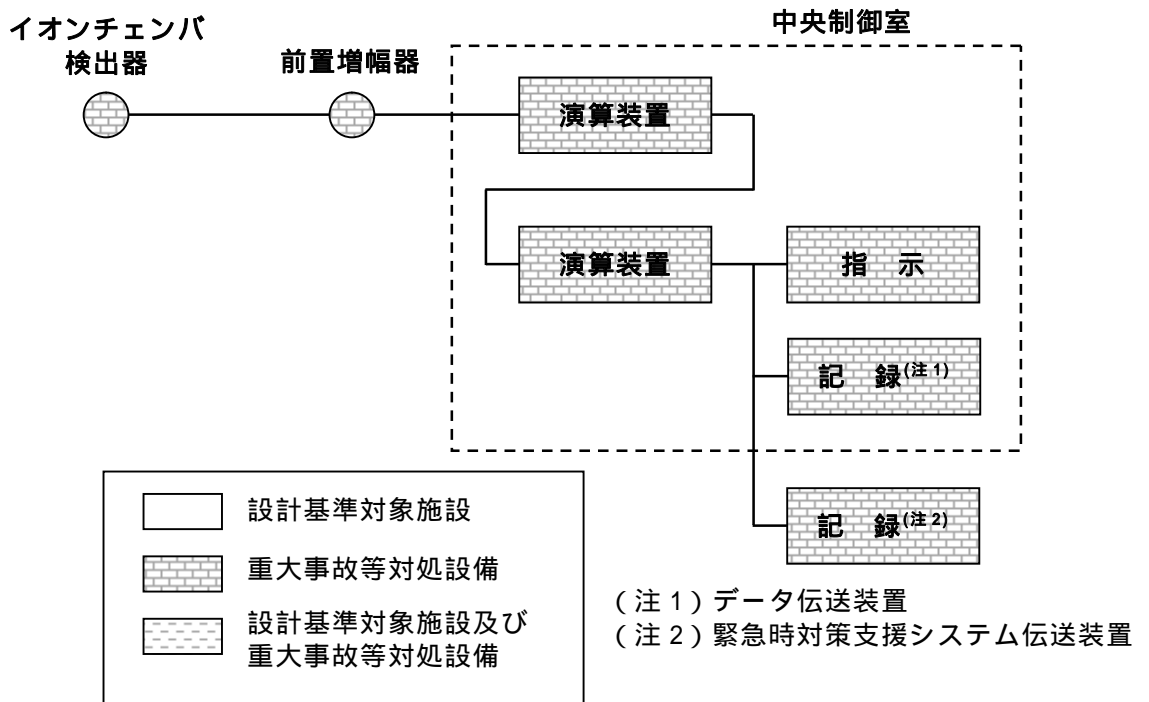 イオンチェンバ
検出器
前置増幅器
中央制御室
演算装置
演算装置
指 示
記 録(注1)
記 録(注2)
設計基準対象施設
重大事故等対処設備
設計基準対象施設及び
重大事故等対処設備
(注1)データ伝送装置
(注2)緊急時対策支援システム伝送装置